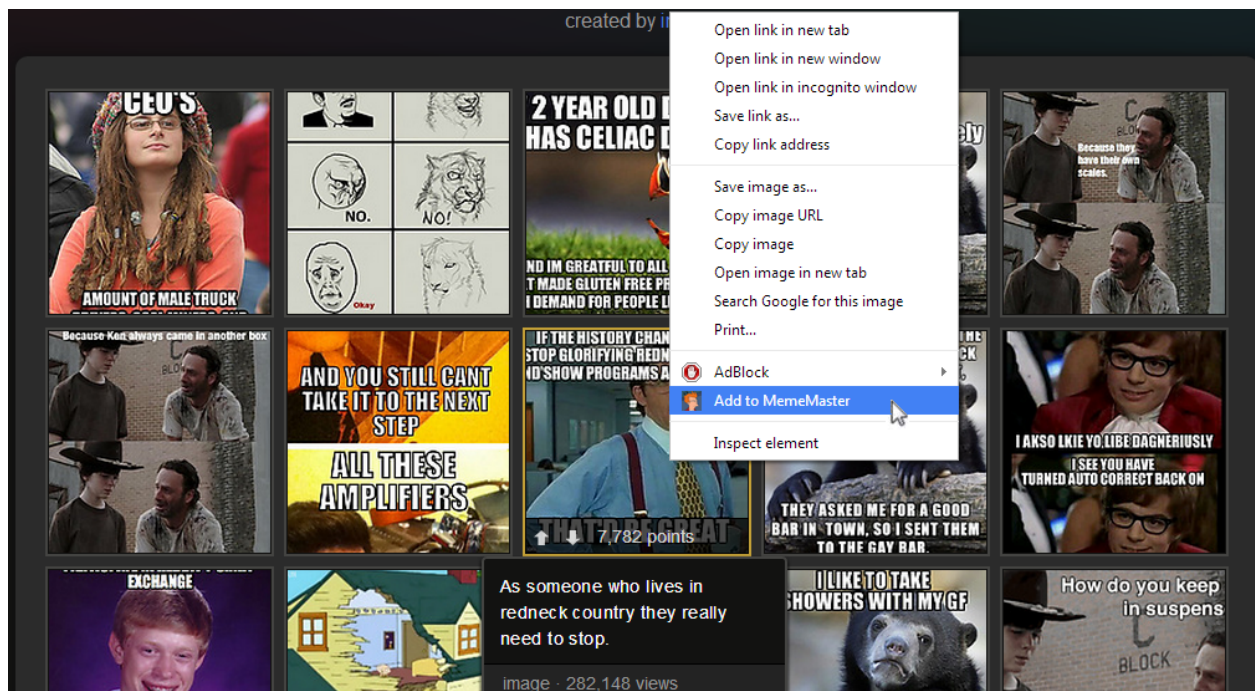 created by
Open link in new tab
Open link in new window
Open link in incognito window
Save link as...
Copy link address
Save image as...
Copy image URL
Copy image
Open image in new tab
Search Google for this image
Print...
AdBlock
Add to MemeMaster
Inspect element
CEU'S
AMOUNT OF MALE TRUCK
NO.
NO!
Okay
2 YEAR OLD
HAS CELIAC
ND IM GREATFUL TO ALL
T MADE GLUTEN FREE
DEMAND FOR PEOPLE
Because they
have their own
scales.
Because Ken always came in another box
AND YOU STILL CANT
TAKE IT TO THE NEXT
STEP
ALL THESE
AMPLIFIERS
IF THE HISTORY
STOP GLORIFYING
ND SHOW PROGRAMS
THAT'D BE GREAT
7,782 points
THEY ASKED ME FOR A GOOD
BAR IN TOWN, SO I SENT THEM
TO THE GAY BAR.
I AKSO LKIE YO,LIBE DAGNERIUSLY
I SEE YOU HAVE
TURNED AUTO CORRECT BACK ON
EXCHANGE
As someone who lives in
redneck country they really
need to stop.
image · 282,148 views
I LIKE TO TAKE
SHOWERS WITH MY GF
How do you keep
in suspens
BLOCK